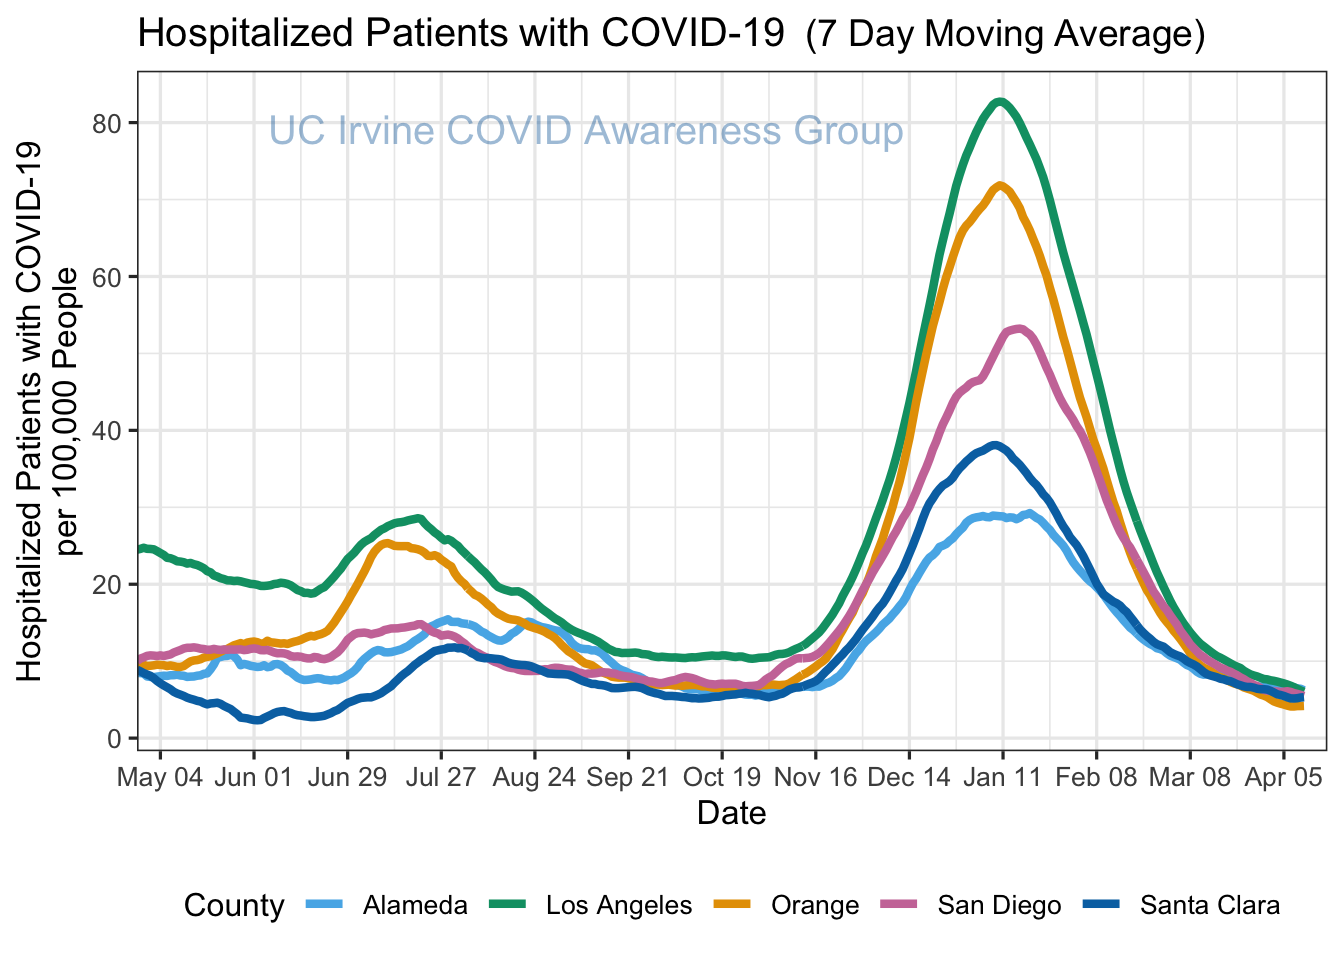 Hospitalized Patients with COVID-19 (7 Day Moving Average)
UC Irvine COVID Awareness Group
Hospitalized Patients with COVID-19
per 100,000 People
80
60
40
20
0
May 04 Jun 01 Jun 29 Jul 27 Aug 24 Sep 21 Oct 19 Nov 16 Dec 14 Jan 11 Feb 08 Mar 08 Apr 05
Date
County Alameda Los Angeles Orange San Diego Santa Clara